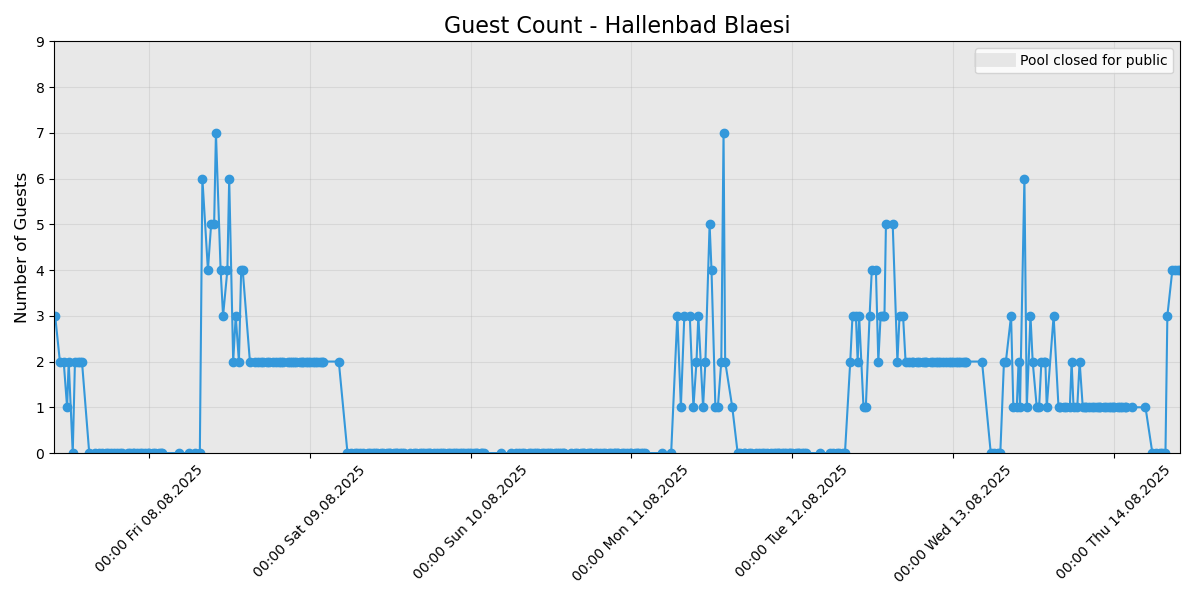 Guest Count - Hallenbad Blaesi
Pool closed for public
Number of Guests
9
8
7
6
5
4
3
2
1
0
00:00 Fri 08.08.2025
00:00 Sat 09.08.2025
00:00 Sun 10.08.2025
00:00 Mon 11.08.2025
00:00 Tue 12.08.2025
00:00 Wed 13.08.2025
00:00 Thu 14.08.2025